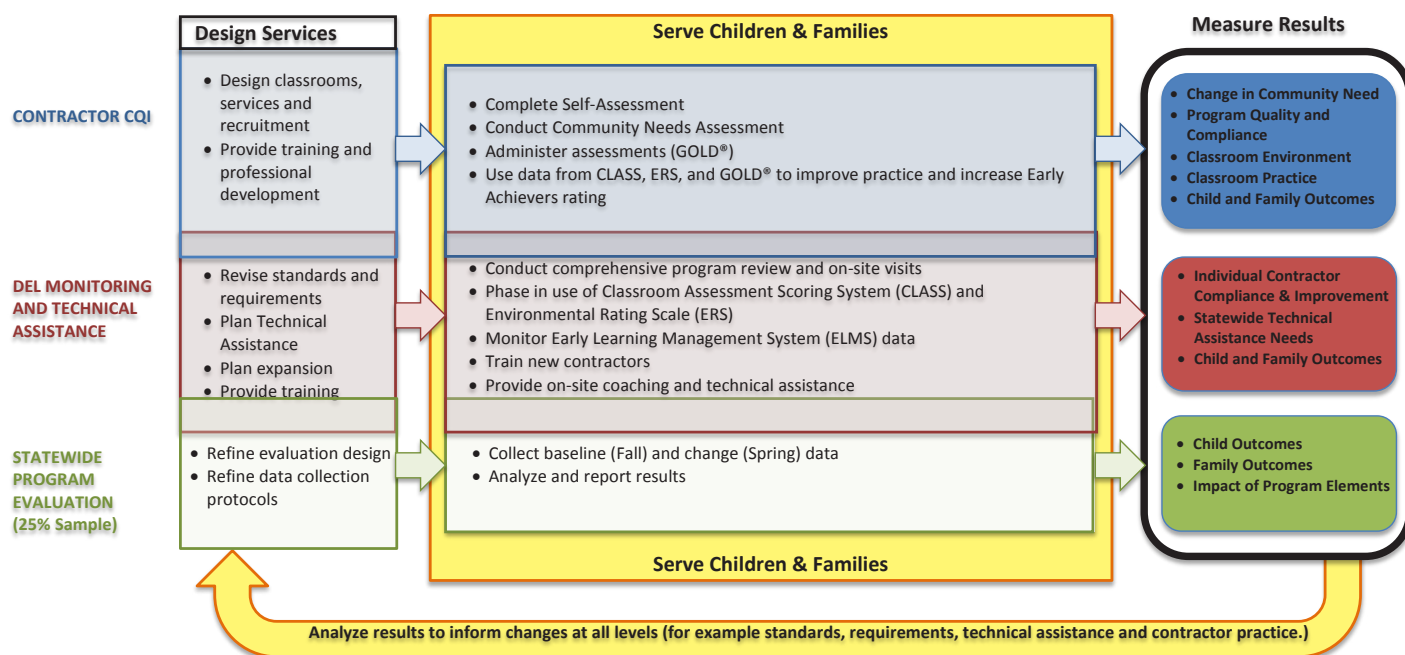 Design Services
Serve Children & Families
Measure Results
CONTRACTOR CQI
• Design classrooms,
services and
recruitment
• Provide training and
professional
development
• Complete Self-Assessment
• Conduct Community Needs Assessment
• Administer assessments (GOLD®)
• Use data from CLASS, ERS, and GOLD® to improve practice and increase Early
Achievers rating
• Change in Community Need
• Program Quality and
Compliance
• Classroom Environment
• Classroom Practice
• Child and Family Outcomes
DEL MONITORING
AND TECHNICAL
ASSISTANCE
• Revise standards and
requirements
• Plan Technical
Assistance
• Plan expansion
• Provide training
• Conduct comprehensive program review and on-site visits
• Phase in use of Classroom Assessment Scoring System (CLASS) and
Environmental Rating Scale (ERS)
• Monitor Early Learning Management System (ELMS) data
• Train new contractors
• Provide on-site coaching and technical assistance
• Individual Contractor
Compliance & Improvement
• Statewide Technical
Assistance Needs
• Child and Family Outcomes
STATEWIDE
PROGRAM
EVALUATION
(25% Sample)
• Refine evaluation design
• Refine data collection
protocols
• Collect baseline (Fall) and change (Spring) data
• Analyze and report results
• Child Outcomes
• Family Outcomes
• Impact of Program Elements
Serve Children & Families
Analyze results to inform changes at all levels (for example standards, requirements, technical assistance and contractor practice.)